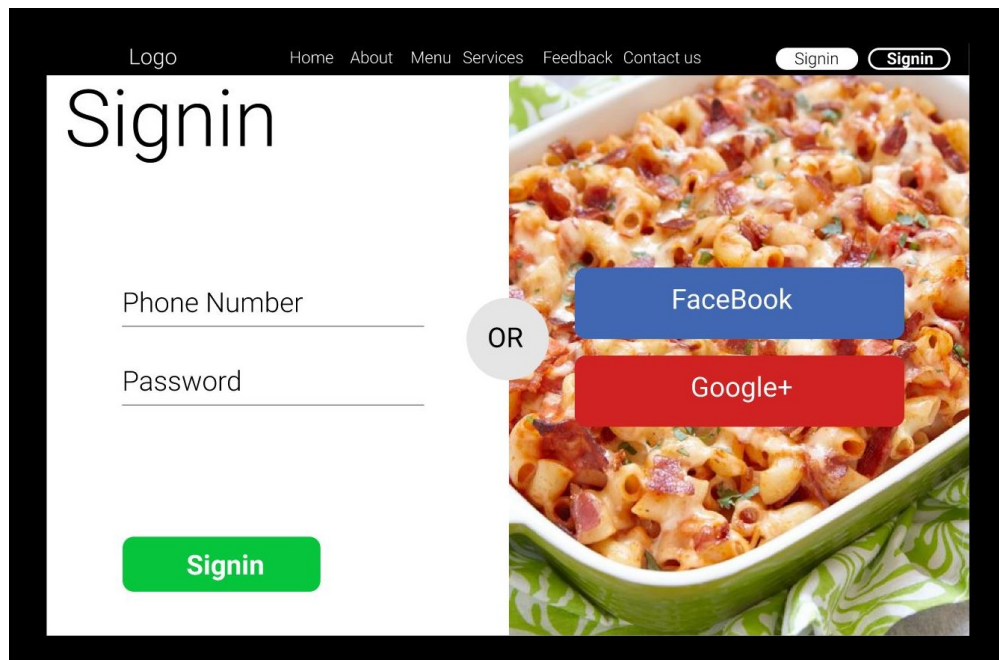 Logo Home About Menu Services Feedback Contact us Signin Signin
Signin
Phone Number
Password
Signin
OR
FaceBook
Google+